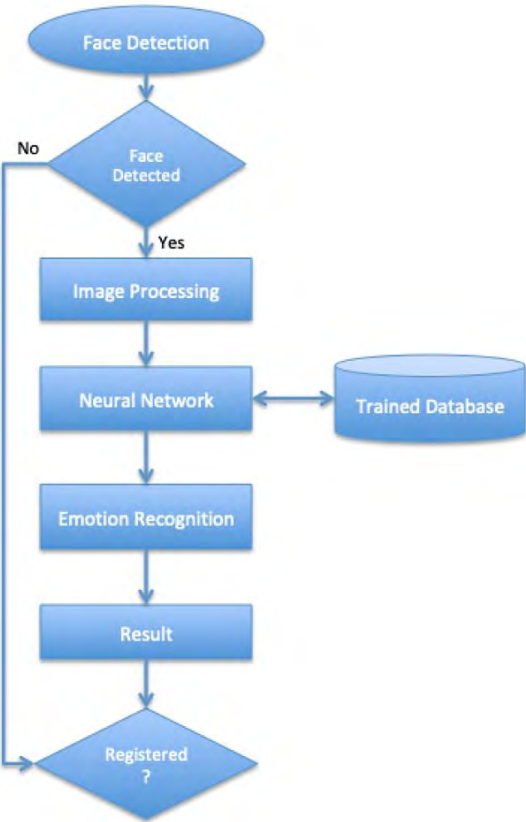 Face Detection
No
Face
Detected
Yes
Image Processing
Neural Network
Trained Database
Emotion Recognition
Result
Registered
?